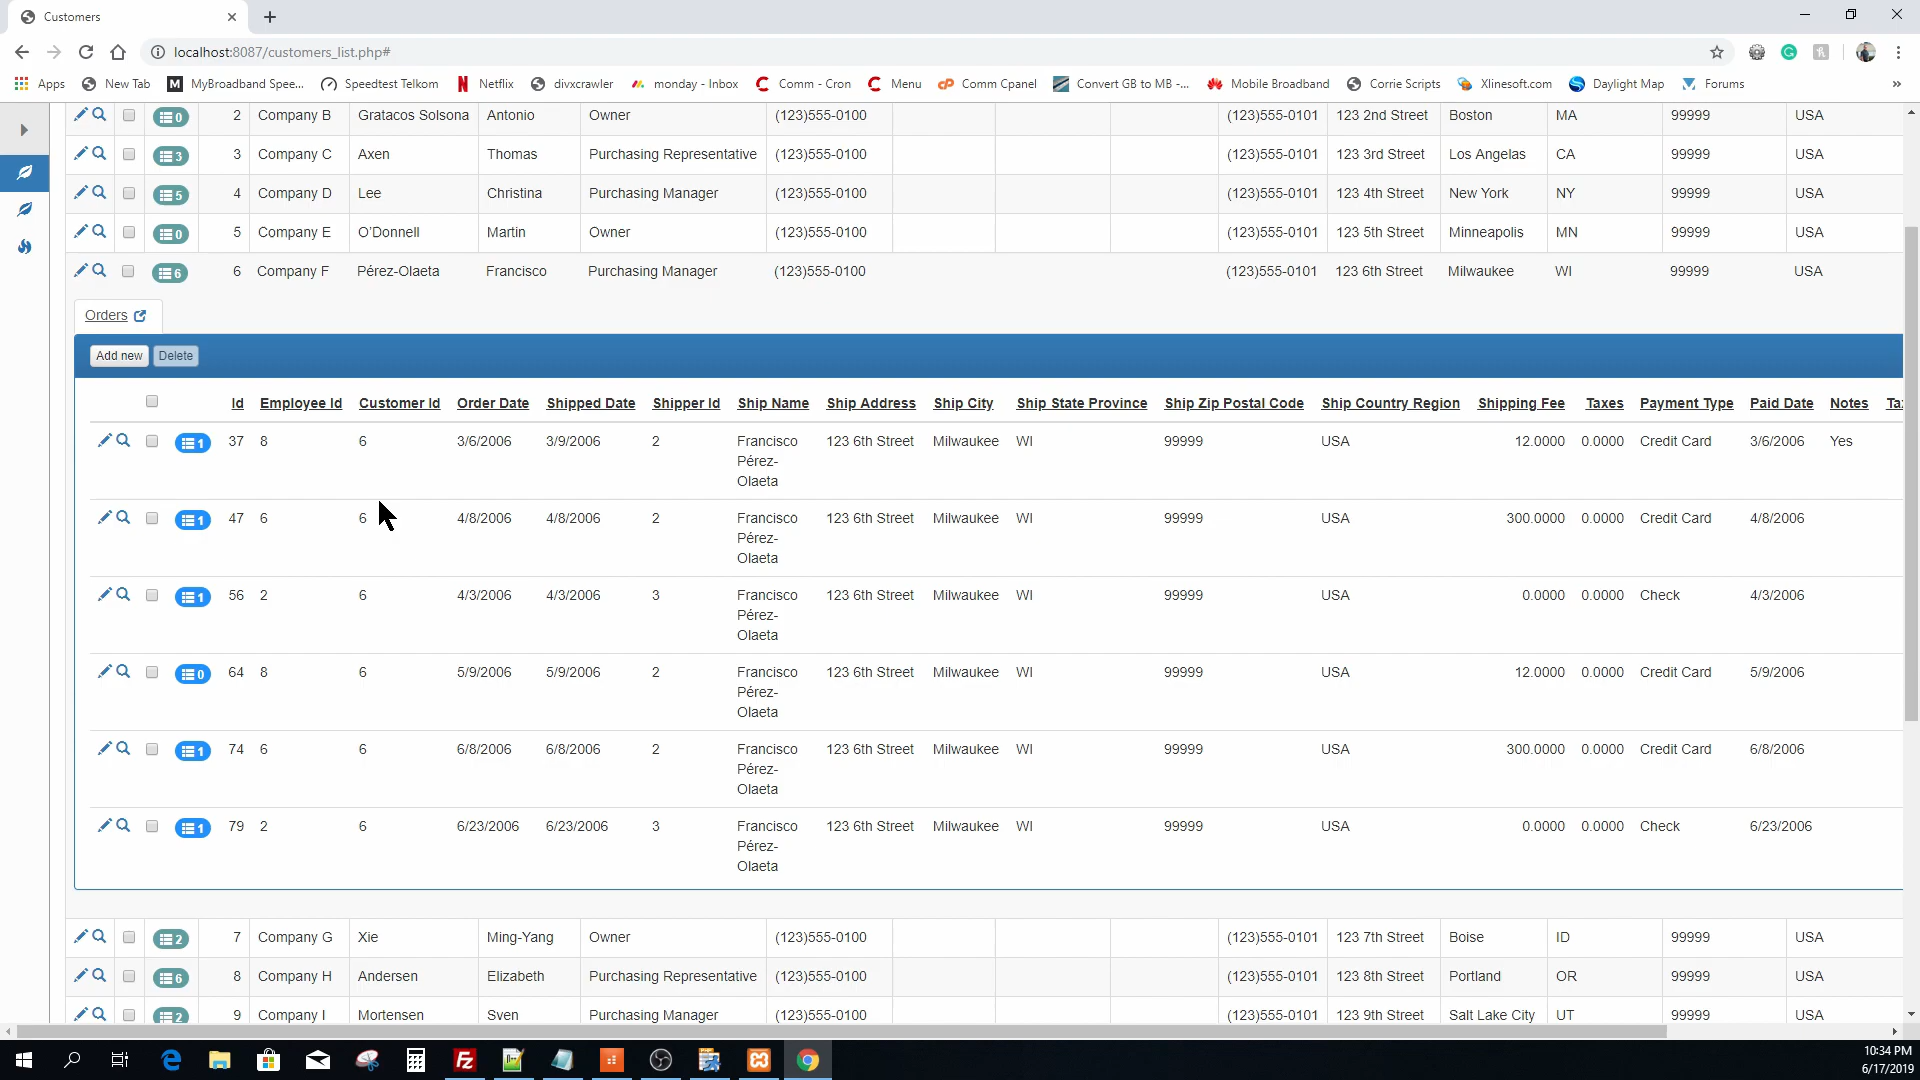 Customers
localhost:8087/customers_list.php#
Apps New Tab MyBroadband Spee... Speedtest Telkom Netflix divxcrawler monday - Inbox Comm - Cron Menu Comm Cpanel Convert GB to MB -... Mobile Broadband Corrie Scripts Xlinesoft.com Daylight Map Forums »
0 2 Company B Gratacos Solsona Antonio Owner (123)555-0100 (123)555-0101 123 2nd Street Boston MA 99999 USA
3 3 Company C Axen Thomas Purchasing Representative (123)555-0100 (123)555-0101 123 3rd Street Los Angelas CA 99999 USA
5 4 Company D Lee Christina Purchasing Manager (123)555-0100 (123)555-0101 123 4th Street New York NY 99999 USA
0 5 Company E O'Donnell Martin Owner (123)555-0100 (123)555-0101 123 5th Street Minneapolis MN 99999 USA
6 6 Company F Pérez-Olaeta Francisco Purchasing Manager (123)555-0100 (123)555-0101 123 6th Street Milwaukee WI 99999 USA
Orders
Add new Delete
Id Employee Id Customer Id Order Date Shipped Date Shipper Id Ship Name Ship Address Ship City Ship State Province Ship Zip Postal Code Ship Country Region Shipping Fee Taxes Payment Type Paid Date Notes Ta
1 37 8 6 3/6/2006 3/9/2006 2 Francisco 123 6th Street Milwaukee WI 99999 USA 12.0000 0.0000 Credit Card 3/6/2006 Yes
Pérez-
Olaeta
1 47 6 6 4/8/2006 4/8/2006 2 Francisco 123 6th Street Milwaukee WI 99999 USA 300.0000 0.0000 Credit Card 4/8/2006
Pérez-
Olaeta
1 56 2 6 4/3/2006 4/3/2006 3 Francisco 123 6th Street Milwaukee WI 99999 USA 0.0000 0.0000 Check 4/3/2006
Pérez-
Olaeta
0 64 8 6 5/9/2006 5/9/2006 2 Francisco 123 6th Street Milwaukee WI 99999 USA 12.0000 0.0000 Credit Card 5/9/2006
Pérez-
Olaeta
1 74 6 6 6/8/2006 6/8/2006 2 Francisco 123 6th Street Milwaukee WI 99999 USA 300.0000 0.0000 Credit Card 6/8/2006
Pérez-
Olaeta
1 79 2 6 6/23/2006 6/23/2006 3 Francisco 123 6th Street Milwaukee WI 99999 USA 0.0000 0.0000 Check 6/23/2006
Pérez-
Olaeta
2 7 Company G Xie Ming-Yang Owner (123)555-0100 (123)555-0101 123 7th Street Boise ID 99999 USA
6 8 Company H Andersen Elizabeth Purchasing Representative (123)555-0100 (123)555-0101 123 8th Street Portland OR 99999 USA
2 9 Company I Mortensen Sven Purchasing Manager (123)555-0100 (123)555-0101 123 9th Street Salt Lake City UT 99999 USA
10:34 PM
6/17/2019